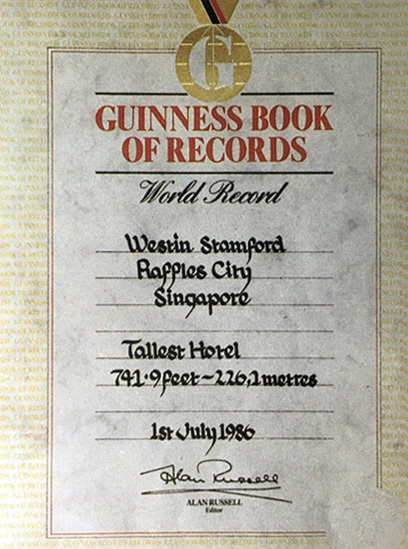 G
GUINNESS BOOK
OF RECORDS
World Record
Westin Stamford
Raffles City
Singapore
Tallest Hotel
741·9 feet – 226,1 metres
1st July 1986
Alan Russell
ALAN RUSSELL
Editor